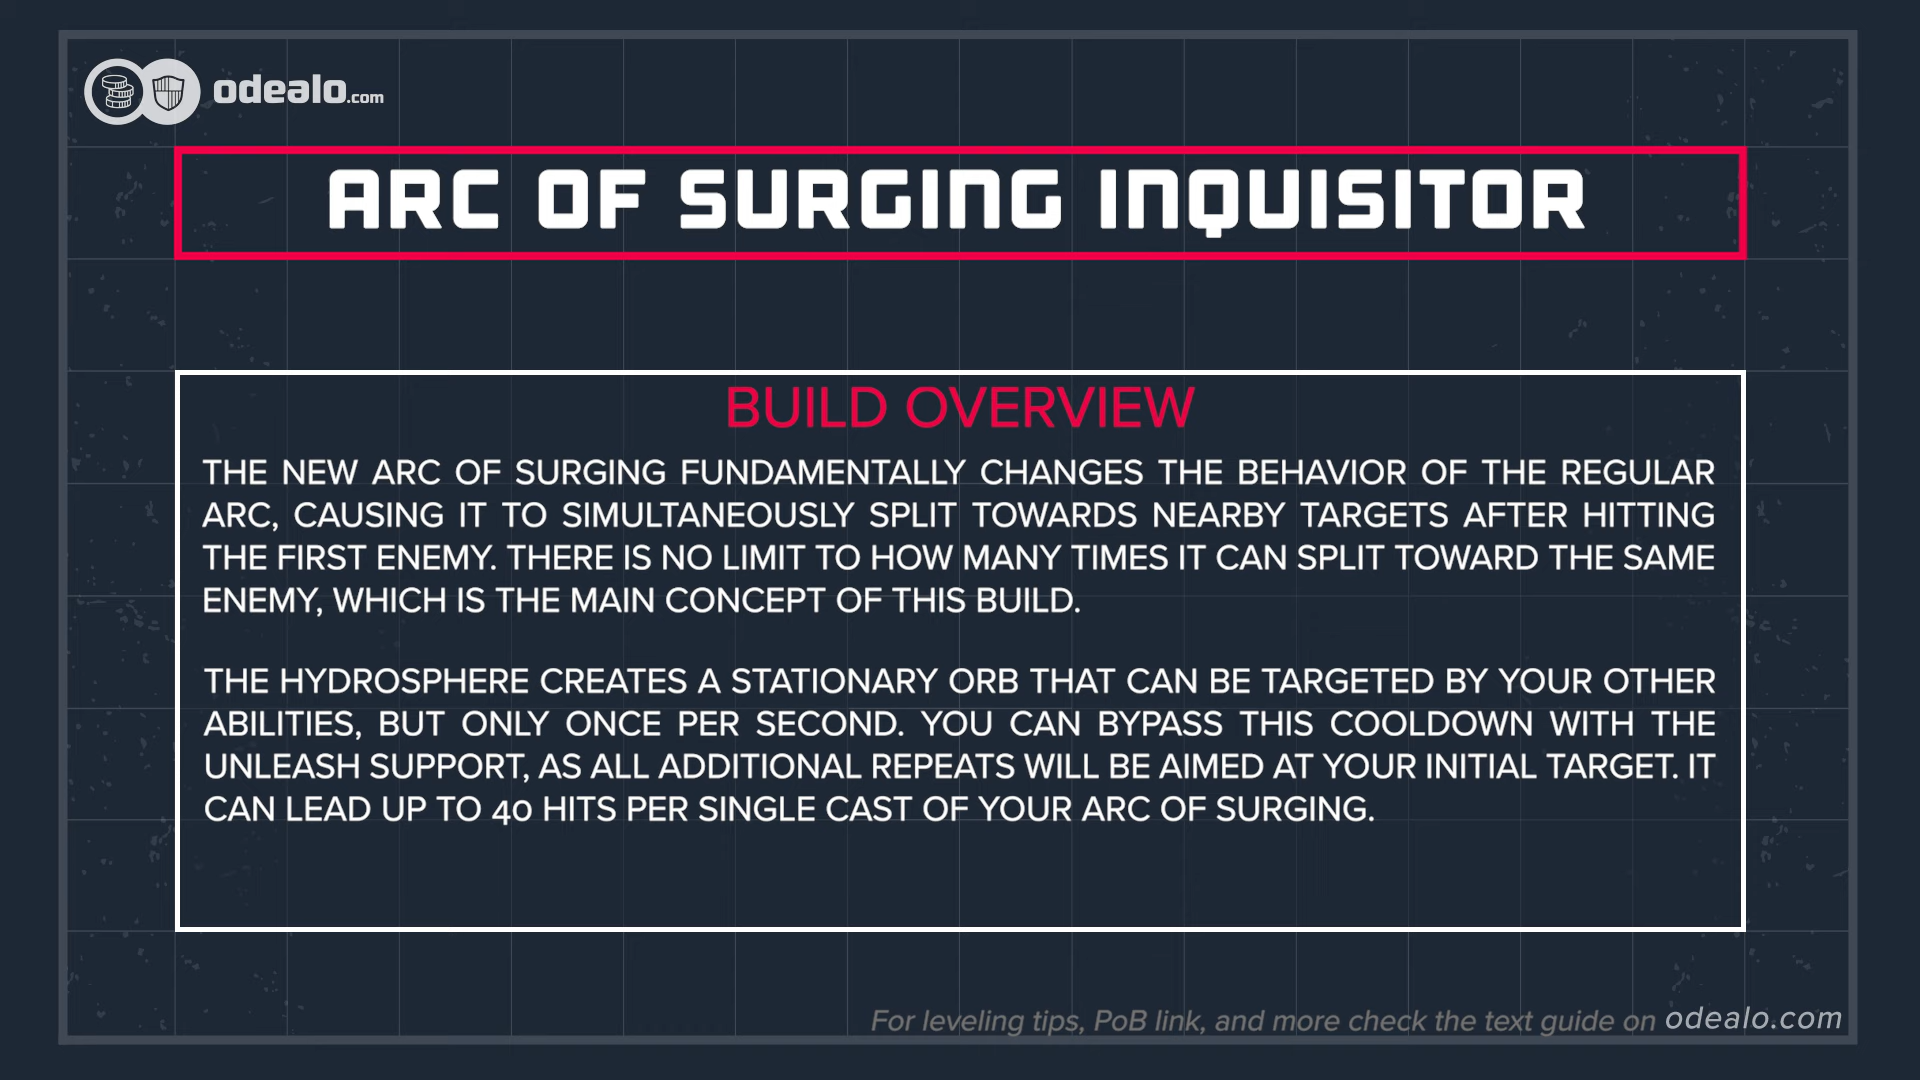 odealo.com
ARC OF SURGING INQUISITOR
BUILD OVERVIEW
THE NEW ARC OF SURGING FUNDAMENTALLY CHANGES THE BEHAVIOR OF THE REGULAR
ARC, CAUSING IT TO SIMULTANEOUSLY SPLIT TOWARDS NEARBY TARGETS AFTER HITTING
THE FIRST ENEMY. THERE IS NO LIMIT TO HOW MANY TIMES IT CAN SPLIT TOWARD THE SAME
ENEMY, WHICH IS THE MAIN CONCEPT OF THIS BUILD.
THE HYDROSPHERE CREATES A STATIONARY ORB THAT CAN BE TARGETED BY YOUR OTHER
ABILITIES, BUT ONLY ONCE PER SECOND. YOU CAN BYPASS THIS COOLDOWN WITH THE
UNLEASH SUPPORT, AS ALL ADDITIONAL REPEATS WILL BE AIMED AT YOUR INITIAL TARGET. IT
CAN LEAD UP TO 40 HITS PER SINGLE CAST OF YOUR ARC OF SURGING.
For leveling tips, PoB link, and more check the text guide on odealo.com